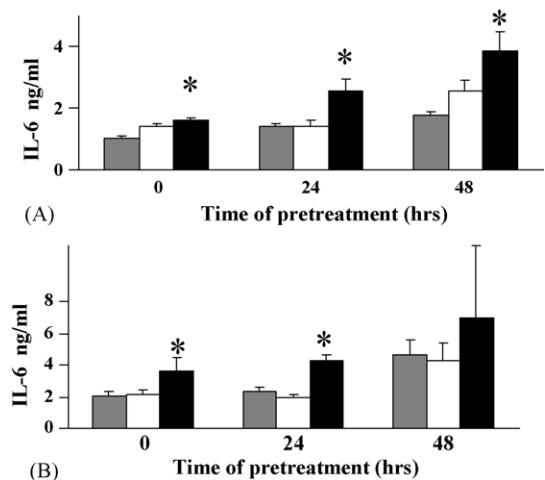 *
*
*
4
2
0
IL-6 ng/ml
0 24 48
(A) Time of pretreatment (hrs)
8
6
4
2
0
IL-6 ng/ml
*
*
0 24 48
(B) Time of pretreatment (hrs)